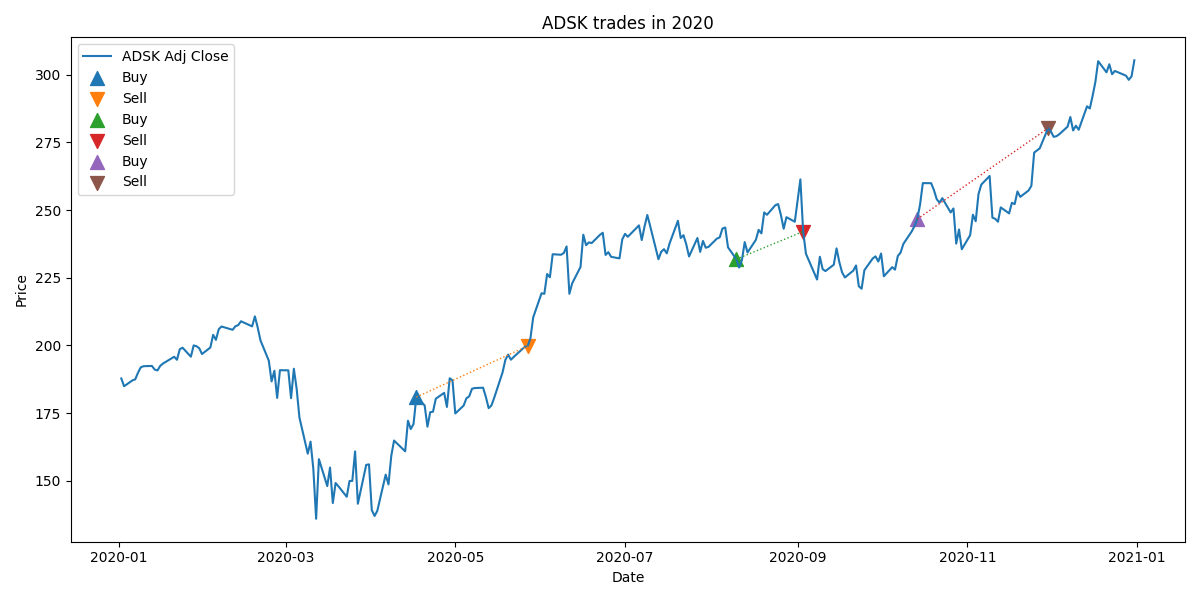 ADSK trades in 2020
ADSK Adj Close
Buy
Sell
Buy
Sell
Buy
Sell
300
275
250
225
200
175
150
Price
2020-01
2020-03
2020-05
2020-07
2020-09
2020-11
2021-01
Date